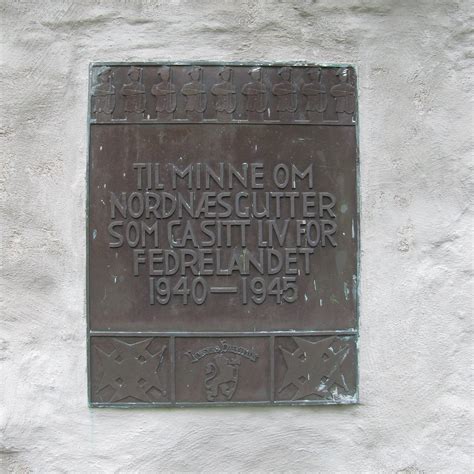 TIL MINNE OM
NORDNÆSGUTTER
SOM GA SITT LIV FOR
FEDRELANDET
1940—1945